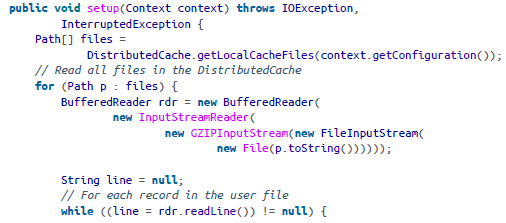 public void setup(Context context) throws IOException,
        InterruptedException {
    Path[] files =
            DistributedCache.getLocalCacheFiles(context.getConfiguration());
    // Read all files in the DistributedCache
    for (Path p : files) {
        BufferedReader rdr = new BufferedReader(
                new InputStreamReader(
                        new GZIPInputStream(new FileInputStream(
                                new File(p.toString())))));

        String line = null;
        // For each record in the user file
        while ((line = rdr.readLine()) != null) {